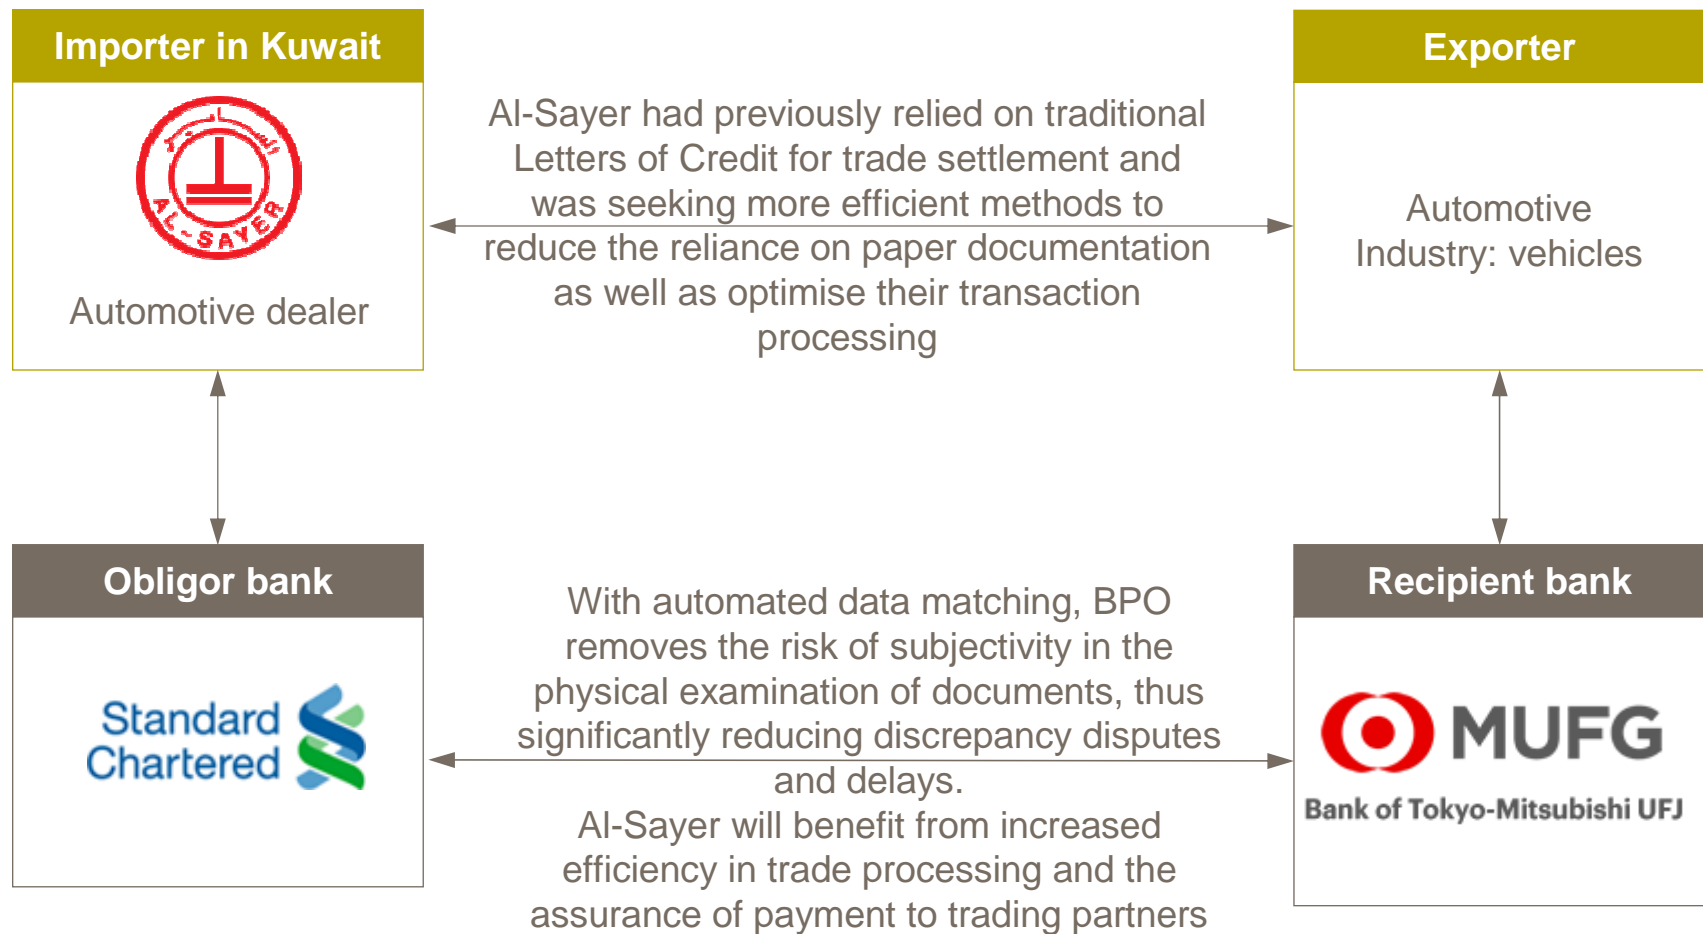 Importer in Kuwait
AL-SAYER
Automotive dealer
Al-Sayer had previously relied on traditional
Letters of Credit for trade settlement and
was seeking more efficient methods to
reduce the reliance on paper documentation
as well as optimise their transaction
processing
Exporter
Automotive
Industry: vehicles
Obligor bank
Standard
Chartered
With automated data matching, BPO
removes the risk of subjectivity in the
physical examination of documents, thus
significantly reducing discrepancy disputes
and delays.
Al-Sayer will benefit from increased
efficiency in trade processing and the
assurance of payment to trading partners
Recipient bank
MUFG
Bank of Tokyo-Mitsubishi UFJ